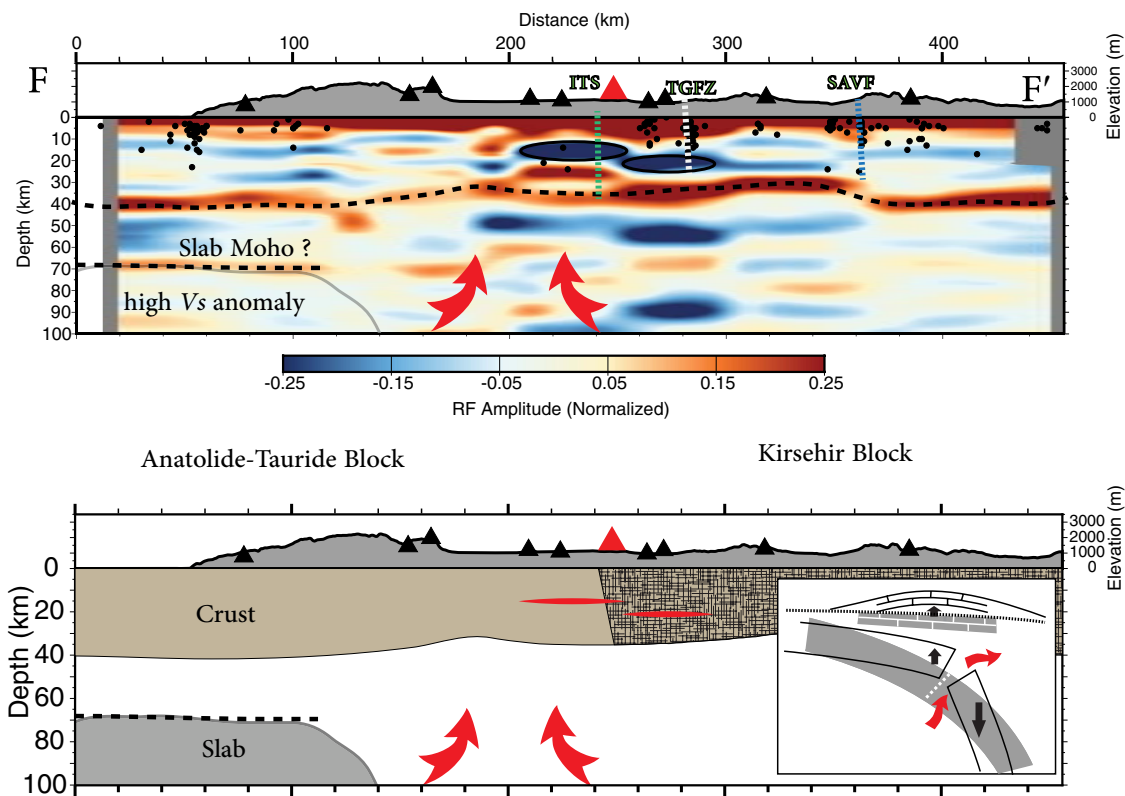 Distance (km)
0 100 200 300 400
F
F′
ITS
TGFZ
SAVF
3000
2000
1000
0
Elevation (m)
0
10
20
30
40
50
60
70
80
90
100
Depth (km)
Slab Moho ?
high Vs anomaly
-0.25 -0.15 -0.05 0.05 0.15 0.25
RF Amplitude (Normalized)
Anatolide-Tauride Block
Kirsehir Block
3000
2000
1000
0
Elevation (m)
0
20
40
60
80
100
Depth (km)
Crust
Slab